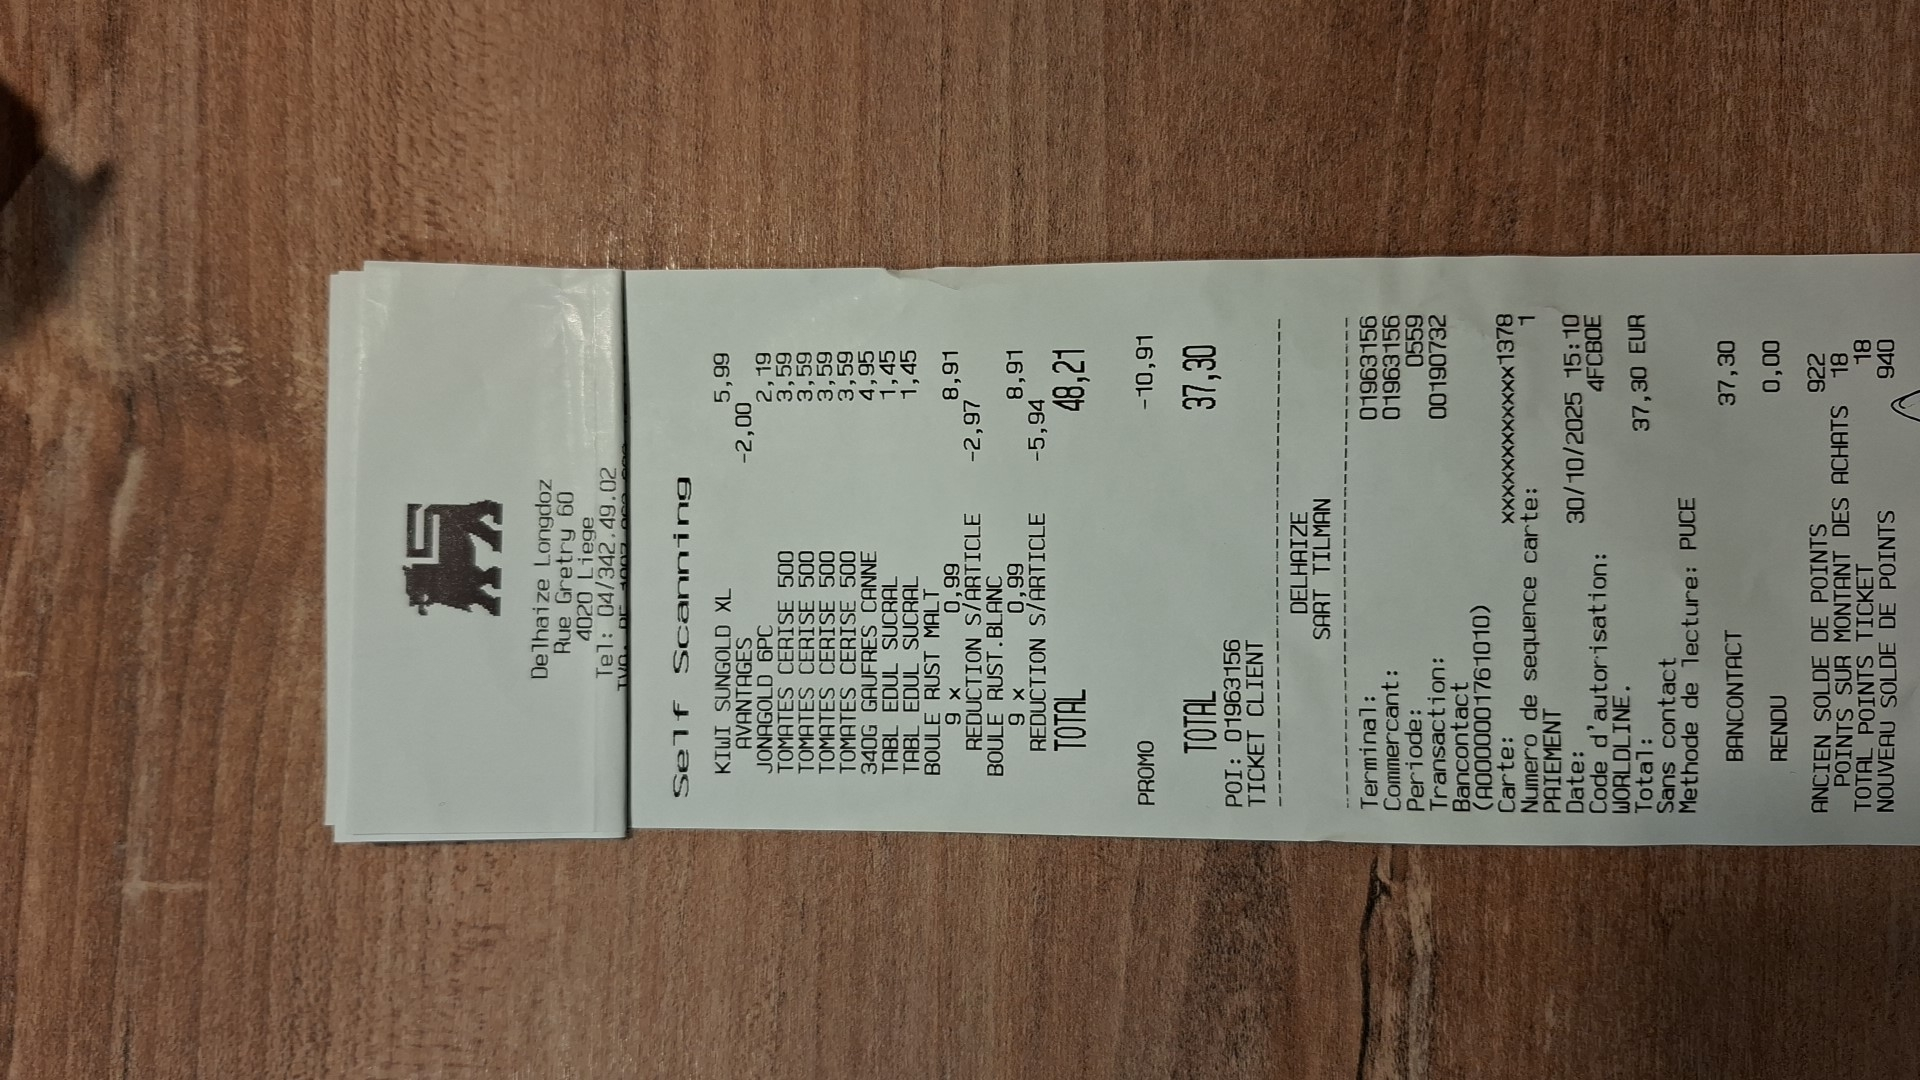 Delhaize Longdoz
Rue Gretry 60
4020 Liege
Tel: 04/342.49.02
Self Scanning
KIWI SUNGOLD XL 5,99
AVANTAGES -2,00
JONAGOLD 6PC 2,19
TOMATES CERISE 500 3,59
TOMATES CERISE 500 3,59
TOMATES CERISE 500 3,59
TOMATES CERISE 500 3,59
340G GAUFRES CANNE 4,95
TABL EDUL SUCRAL 1,45
TABL EDUL SUCRAL 1,45
BOULE RUST MALT
9 x 0,99 8,91
REDUCTION S/ARTICLE -2,97
BOULE RUST.BLANC
9 x 0,99 8,91
REDUCTION S/ARTICLE -5,94
TOTAL 48,21
PROMO -10,91
TOTAL 37,30
POI: 01963156
TICKET CLIENT
DELHAIZE
SART TILMAN
Terminal: 01963156
Commercant: 01963156
Periode: 0559
Transaction: 00190732
Bancontact
(A0000001761010)
Carte: xxxxxxxxxxxxx1378
Numero de sequence carte: 1
PAIEMENT
Date: 30/10/2025 15:10
Code d'autorisation: 4FCB0E
WORLDLINE.
Total: 37,30 EUR
Sans contact
Methode de lecture: PUCE
BANCONTACT 37,30
RENDU 0,00
ANCIEN SOLDE DE POINTS 922
POINTS SUR MONTANT DES ACHATS 18
TOTAL POINTS TICKET 18
NOUVEAU SOLDE DE POINTS 940